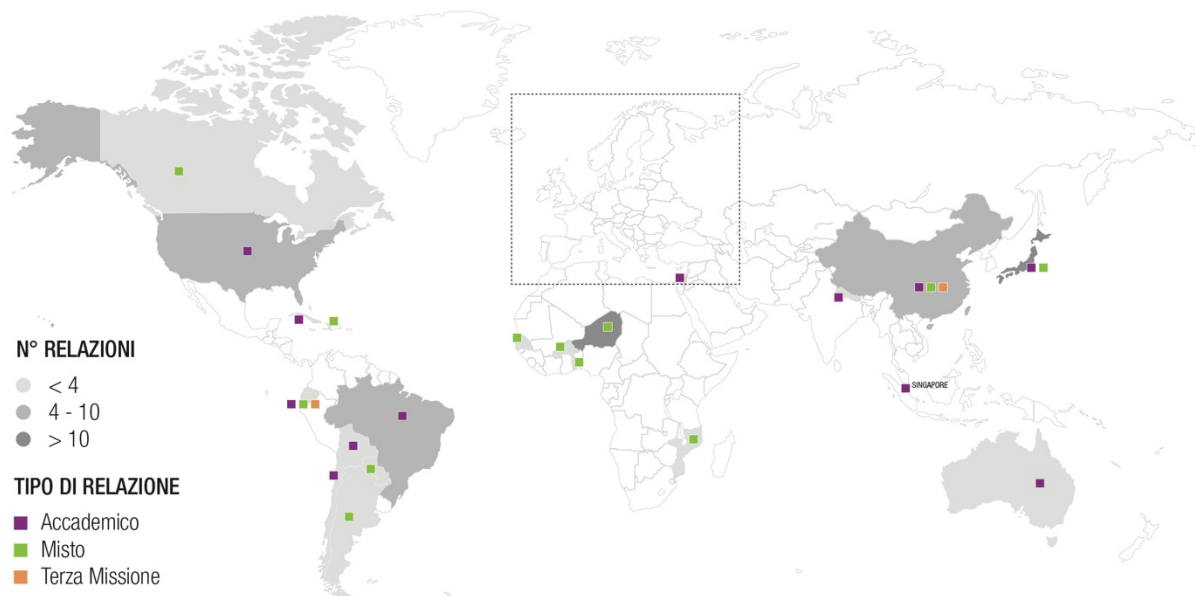 N° RELAZIONI
< 4
4 - 10
> 10
TIPO DI RELAZIONE
Accademico
Misto
Terza Missione
SINGAPORE